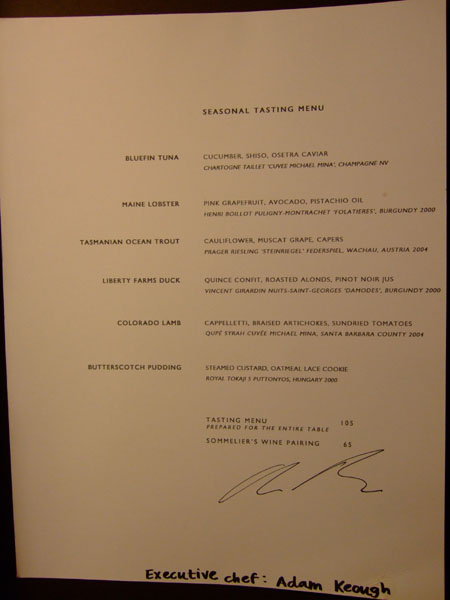 SEASONAL TASTING MENU
BLUEFIN TUNA CUCUMBER, SHISO, OSETRA CAVIAR
CHARTOGNE TAILLET 'CUVEE MICHAEL MINA', CHAMPAGNE NV
MAINE LOBSTER PINK GRAPEFRUIT, AVOCADO, PISTACHIO OIL
HENRI BOILLOT PULIGNY-MONTRACHET 'FOLATIERES', BURGUNDY 2000
TASMANIAN OCEAN TROUT CAULIFLOWER, MUSCAT GRAPE, CAPERS
PRAGER RIESLING 'STEINRIEGEL' FEDERSPIEL, WACHAU, AUSTRIA 2004
LIBERTY FARMS DUCK QUINCE CONFIT, ROASTED ALONDS, PINOT NOIR JUS
VINCENT GIRARDIN NUITS-SAINT-GEORGES 'DAMODES', BURGUNDY 2000
COLORADO LAMB CAPPELLETTI, BRAISED ARTICHOKES, SUNDRIED TOMATOES
QUPÉ SYRAH CUVÉE MICHAEL MINA, SANTA BARBARA COUNTY 2004
BUTTERSCOTCH PUDDING STEAMED CUSTARD, OATMEAL LACE COOKIE
ROYAL TOKAJI 5 PUTTONYOS, HUNGARY 2000
TASTING MENU 105
PREPARED FOR THE ENTIRE TABLE
SOMMELIER'S WINE PAIRING 65
Executive chef: Adam Keough